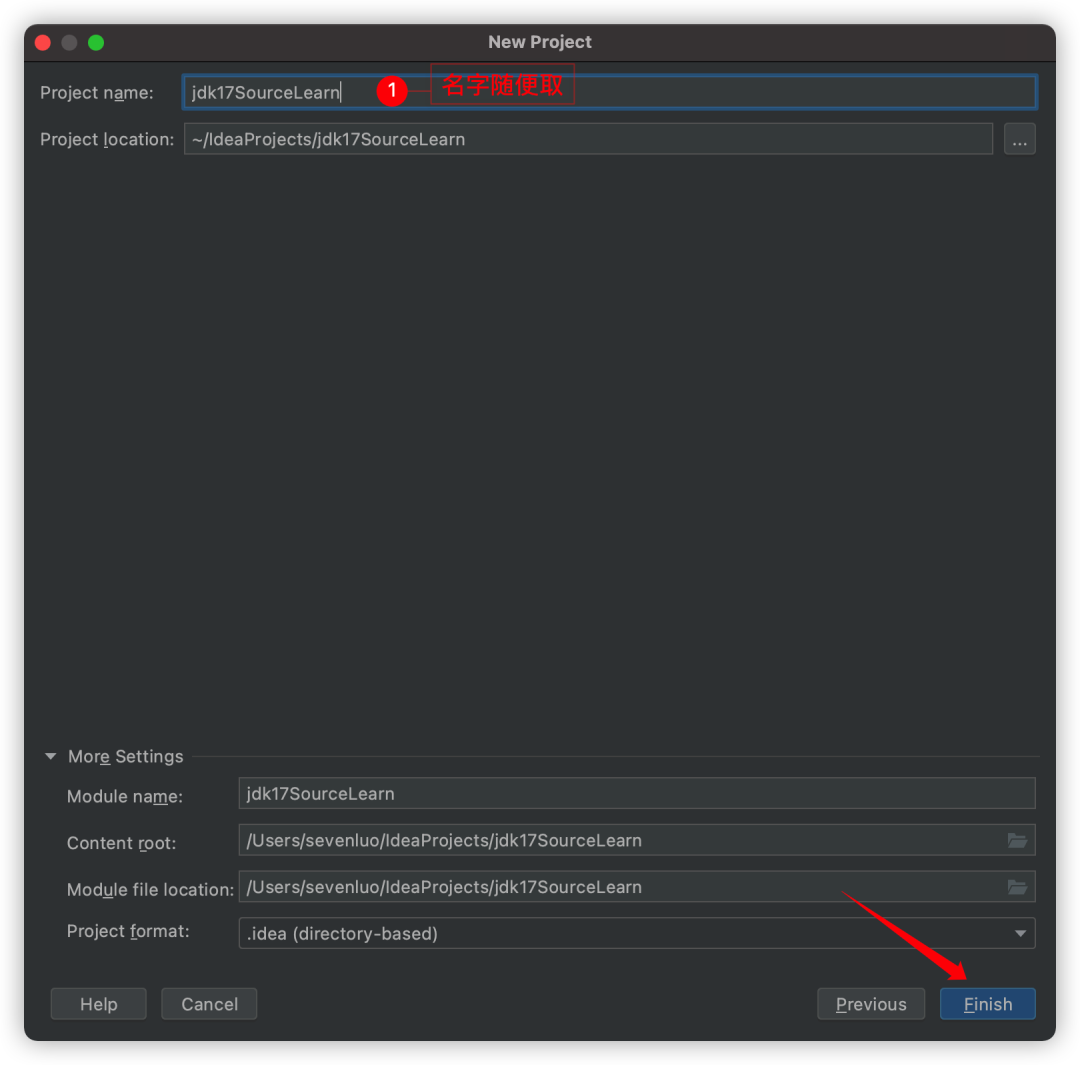 New Project
Project name: jdk17SourceLearn 1 名字随便取
Project location: ~/IdeaProjects/jdk17SourceLearn ...
More Settings
Module name: jdk17SourceLearn
Content root: /Users/sevenluo/IdeaProjects/jdk17SourceLearn
Module file location: /Users/sevenluo/IdeaProjects/jdk17SourceLearn
Project format: .idea (directory-based)
Help Cancel Previous Finish